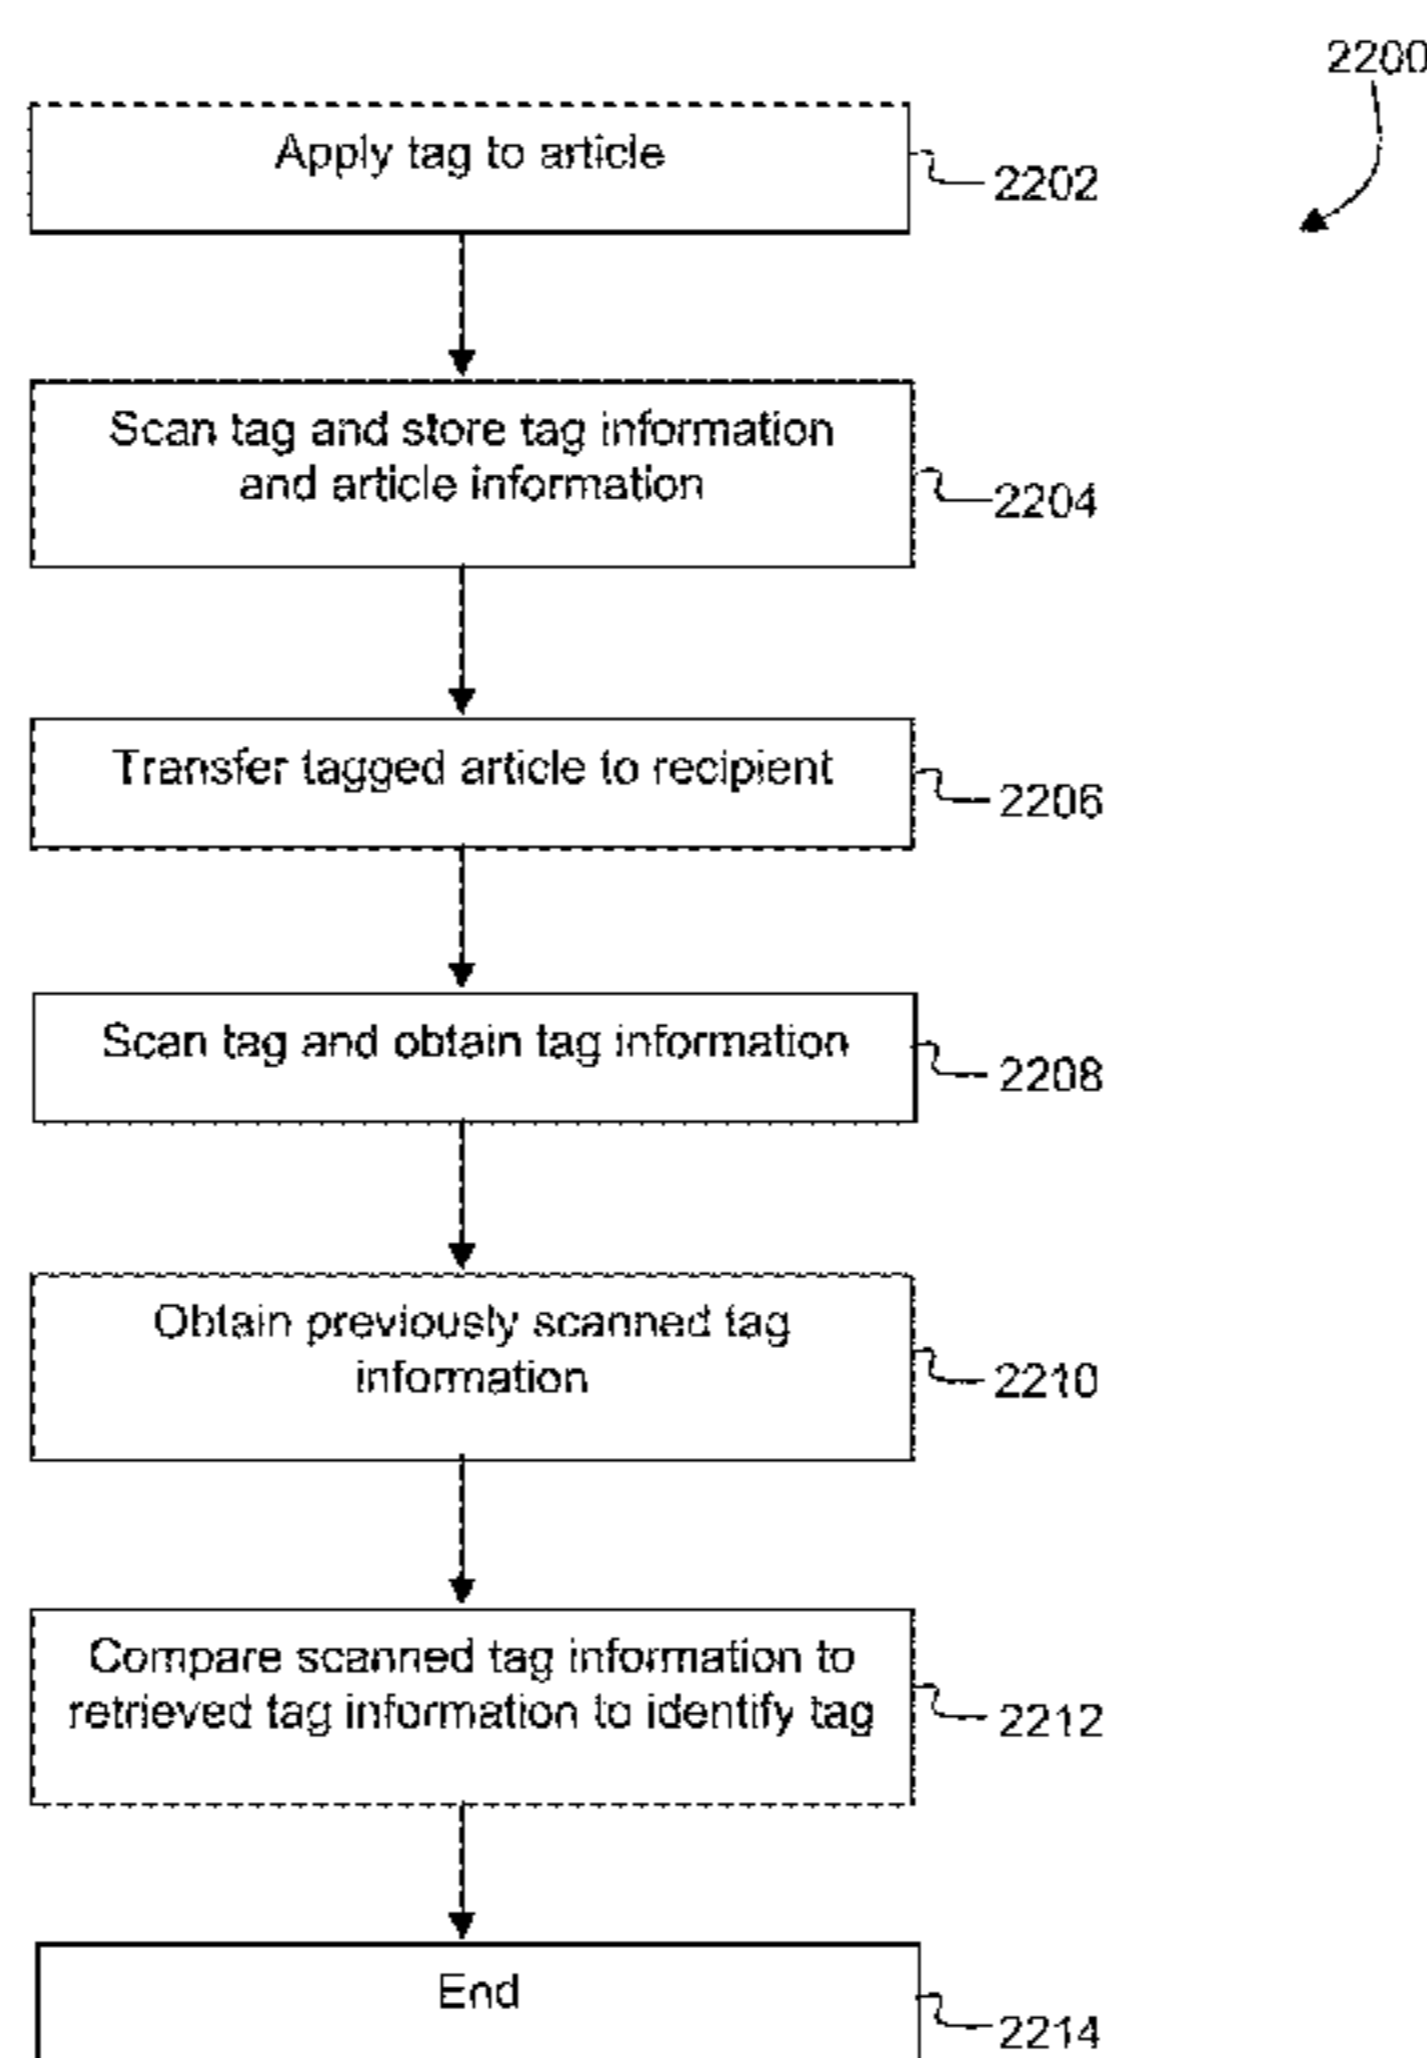 2200
Apply tag to article
2202
Scan tag and store tag information
and article information
2204
Transfer tagged article to recipient
2206
Scan tag and obtain tag information
2208
Obtain previously scanned tag
information
2210
Compare scanned tag information to
retrieved tag information to identify tag
2212
End
2214